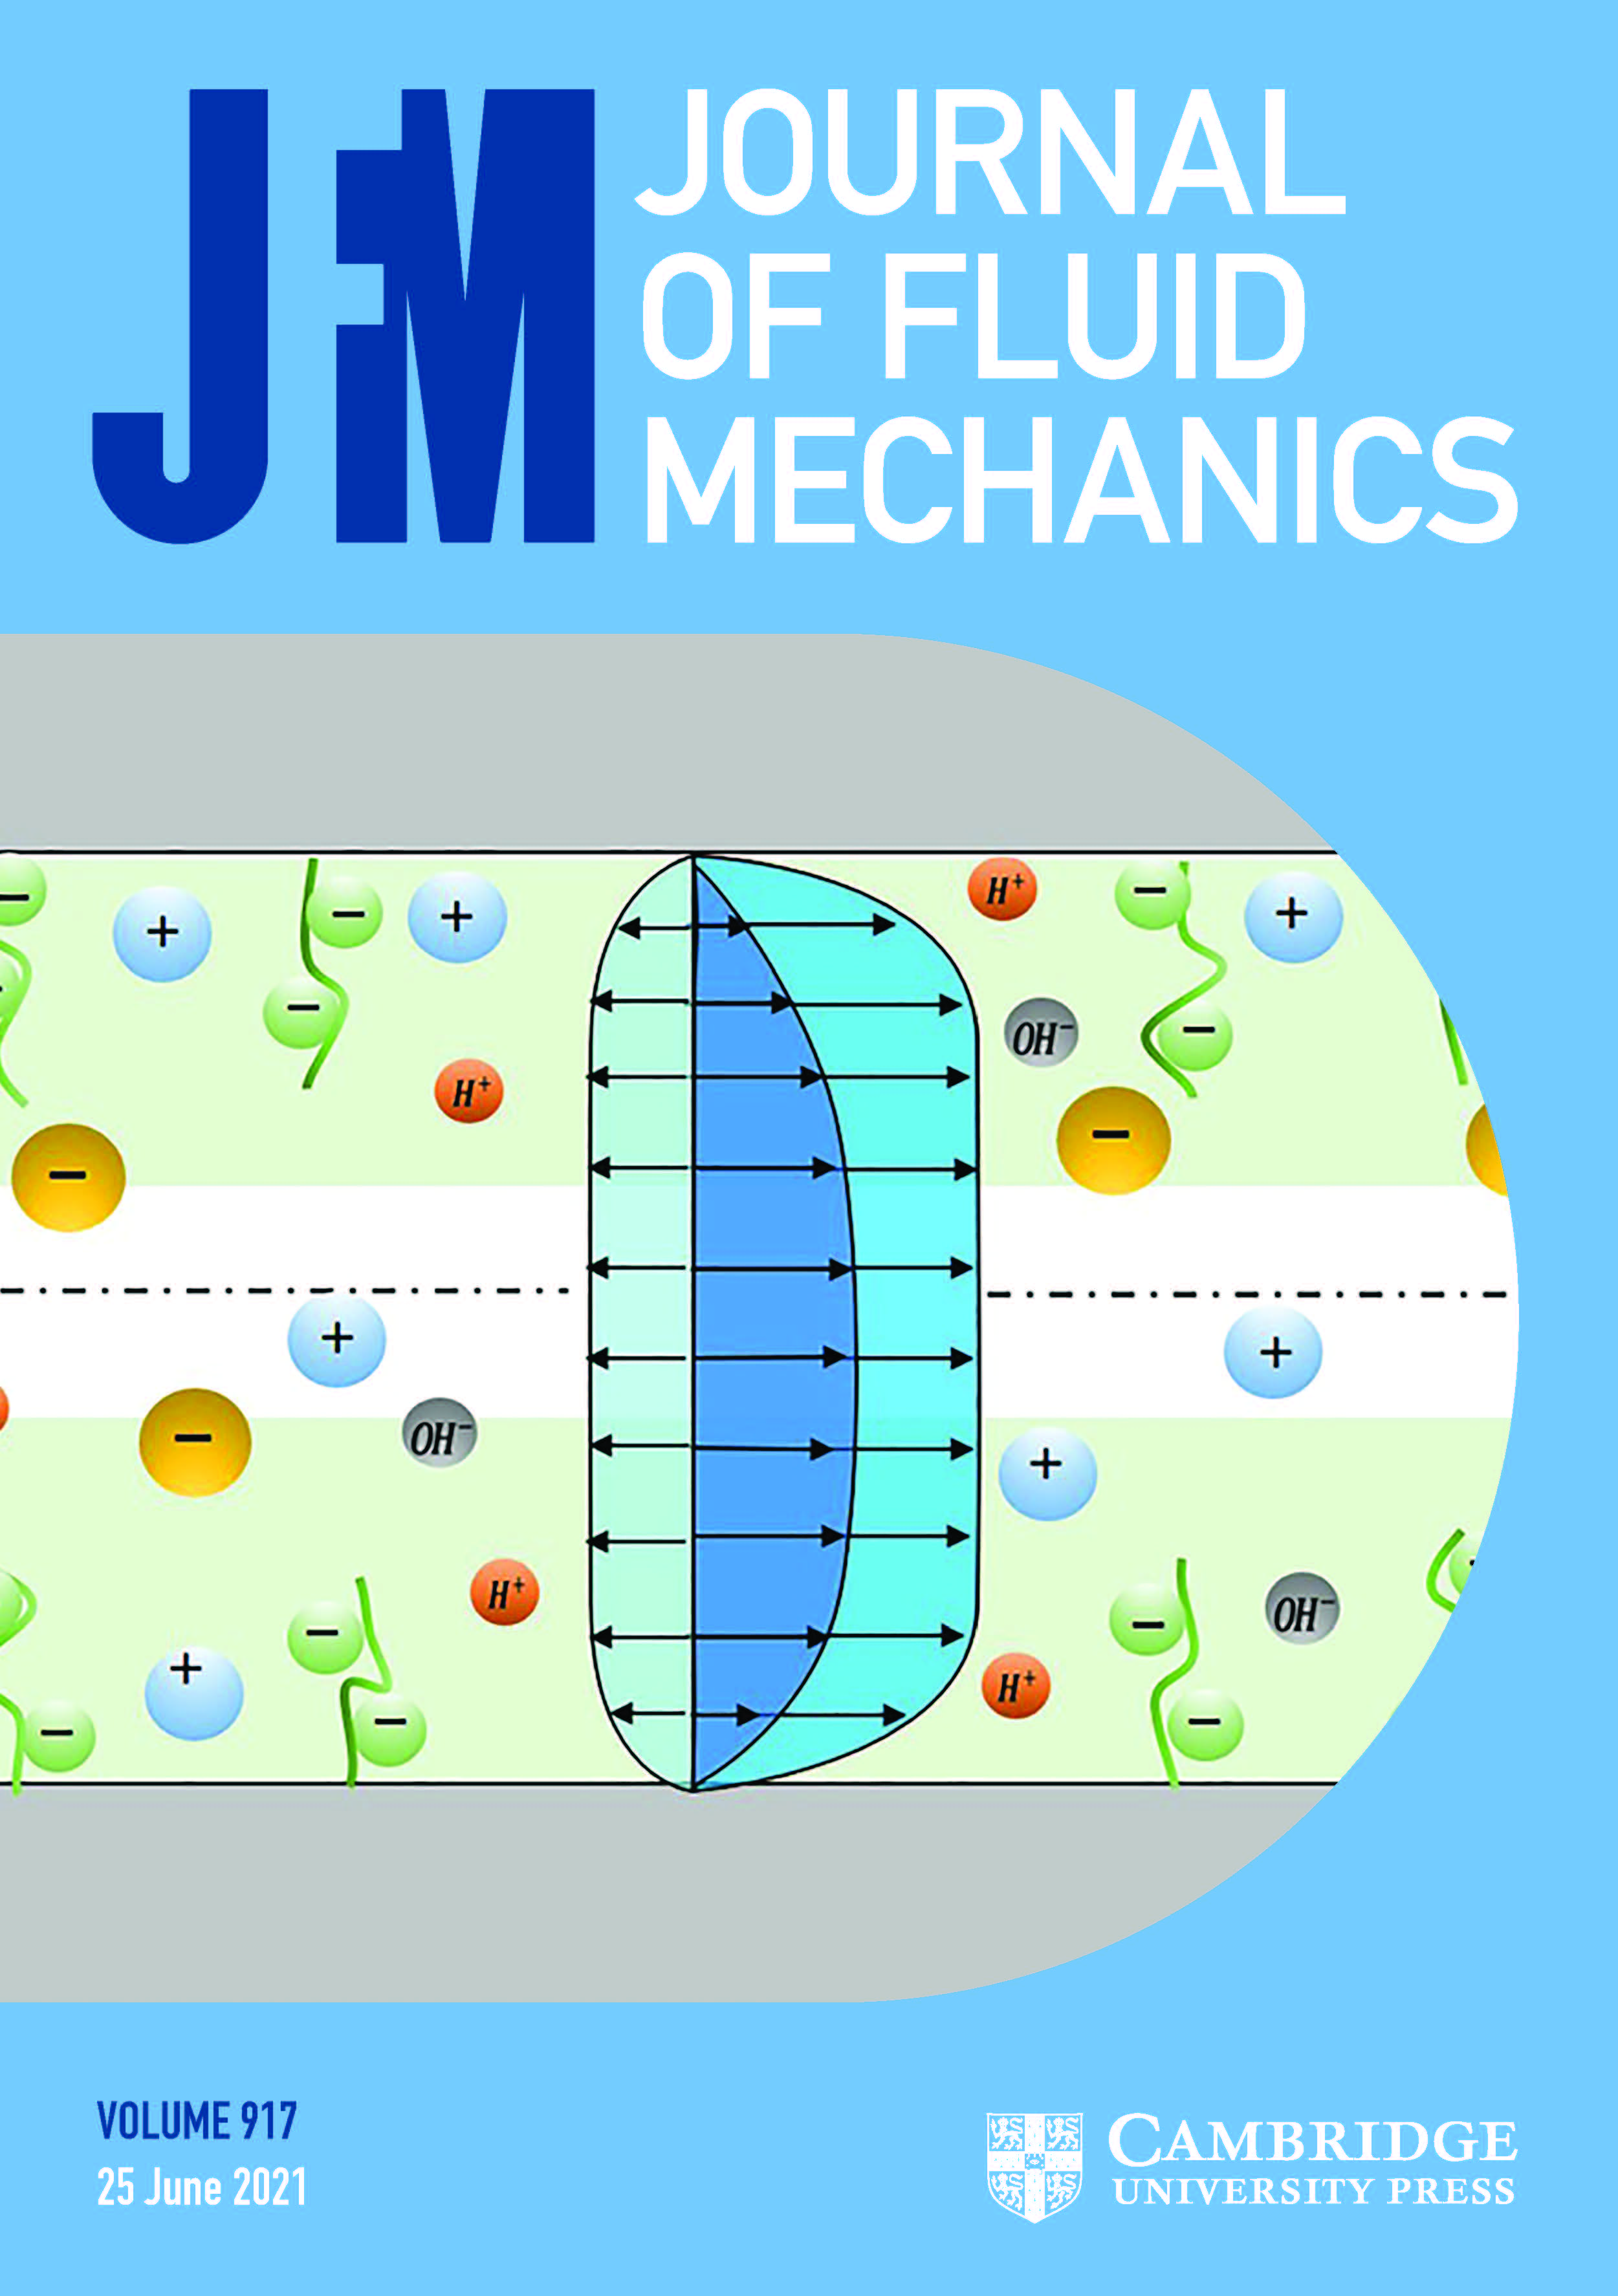 JFM
JOURNAL
OF FLUID
MECHANICS
−
+
−
+
H⁺
−
+
−
−
OH⁻
−
H⁺
−
−
+
+
−
OH⁻
+
H⁺
−
OH⁻
+
−
H⁺
−
−
−
VOLUME 917
25 June 2021
CAMBRIDGE
UNIVERSITY PRESS